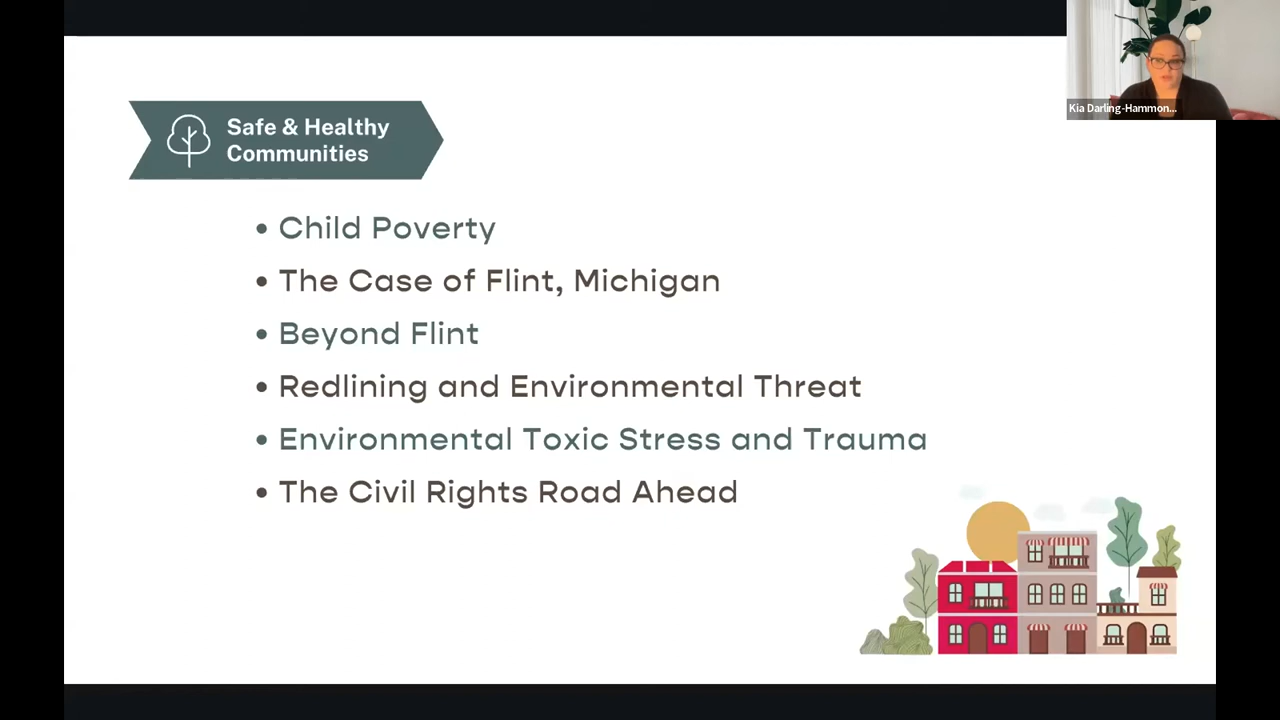 Kia Darling-Hammon...
Safe & Healthy
Communities
• Child Poverty
• The Case of Flint, Michigan
• Beyond Flint
• Redlining and Environmental Threat
• Environmental Toxic Stress and Trauma
• The Civil Rights Road Ahead